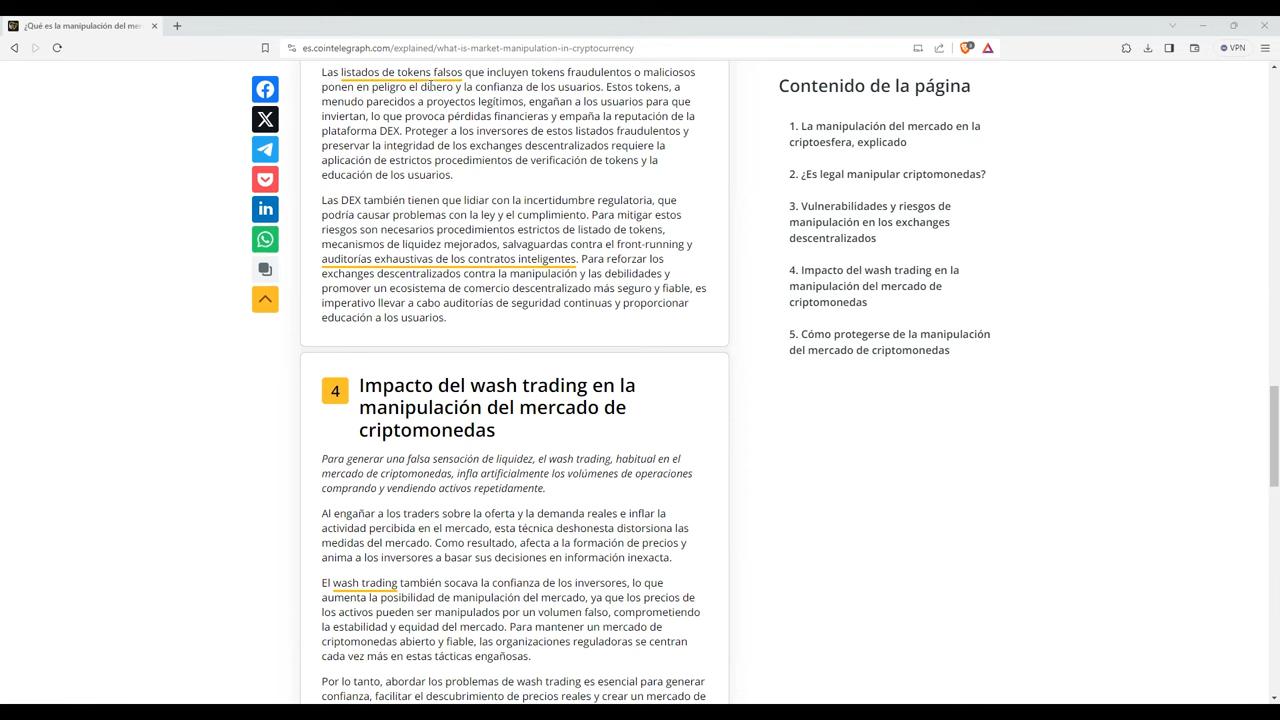 ¿Qué es la manipulación del mer
es.cointelegraph.com/explained/what-is-market-manipulation-in-cryptocurrency
VPN
Las listados de tokens falsos que incluyen tokens fraudulentos o maliciosos
ponen en peligro el dinero y la confianza de los usuarios. Estos tokens, a
menudo parecidos a proyectos legítimos, engañan a los usuarios para que
inviertan, lo que provoca pérdidas financieras y empaña la reputación de la
plataforma DEX. Proteger a los inversores de estos listados fraudulentos y
preservar la integridad de los exchanges descentralizados requiere la
aplicación de estrictos procedimientos de verificación de tokens y la
educación de los usuarios.
Las DEX también tienen que lidiar con la incertidumbre regulatoria, que
podría causar problemas con la ley y el cumplimiento. Para mitigar estos
riesgos son necesarios procedimientos estrictos de listado de tokens,
mecanismos de liquidez mejorados, salvaguardas contra el front-running y
auditorías exhaustivas de los contratos inteligentes. Para reforzar los
exchanges descentralizados contra la manipulación y las debilidades y
promover un ecosistema de comercio descentralizado más seguro y fiable, es
imperativo llevar a cabo auditorías de seguridad continuas y proporcionar
educación a los usuarios.
4
Impacto del wash trading en la
manipulación del mercado de
criptomonedas
Para generar una falsa sensación de liquidez, el wash trading, habitual en el
mercado de criptomonedas, infla artificialmente los volúmenes de operaciones
comprando y vendiendo activos repetidamente.
Al engañar a los traders sobre la oferta y la demanda reales e inflar la
actividad percibida en el mercado, esta técnica deshonesta distorsiona las
medidas del mercado. Como resultado, afecta a la formación de precios y
anima a los inversores a basar sus decisiones en información inexacta.
El wash trading también socava la confianza de los inversores, lo que
aumenta la posibilidad de manipulación del mercado, ya que los precios de
los activos pueden ser manipulados por un volumen falso, comprometiendo
la estabilidad y equidad del mercado. Para mantener un mercado de
criptomonedas abierto y fiable, las organizaciones reguladoras se centran
cada vez más en estas tácticas engañosas.
Por lo tanto, abordar los problemas de wash trading es esencial para generar
confianza, facilitar el descubrimiento de precios reales y crear un mercado de
Contenido de la página
1. La manipulación del mercado en la
criptoesfera, explicado
2. ¿Es legal manipular criptomonedas?
3. Vulnerabilidades y riesgos de
manipulación en los exchanges
descentralizados
4. Impacto del wash trading en la
manipulación del mercado de
criptomonedas
5. Cómo protegerse de la manipulación
del mercado de criptomonedas